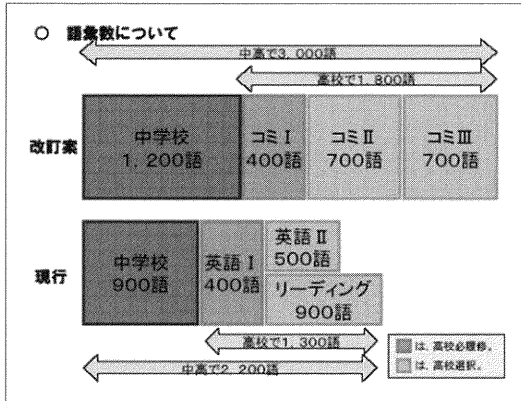 ○ 語彙数について
中高で3，000語
高校で1，800語
改訂案
中学校
1，200語
コミⅠ
400語
コミⅡ
700語
コミⅢ
700語
現行
中学校
900語
英語Ⅰ
400語
英語Ⅱ
500語
リーディング
900語
高校で1，300語
中高で2，200語
は、高校必履修。
は、高校選択。